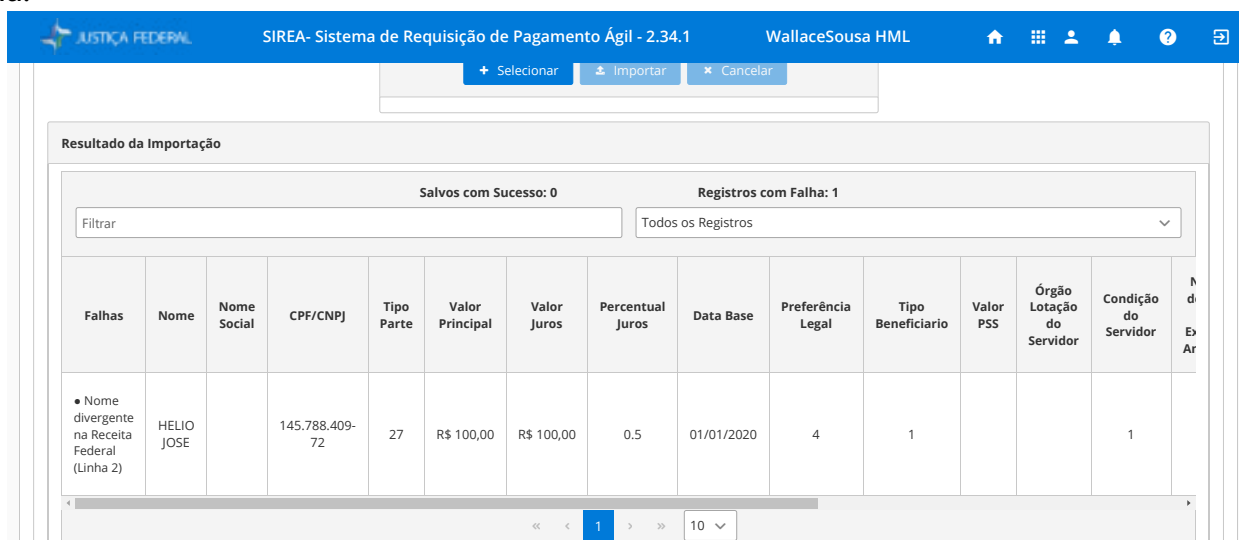 JUSTIÇA FEDERAL SIREA- Sistema de Requisição de Pagamento Ágil - 2.34.1 WallaceSousa HML
+ Selecionar Importar × Cancelar
Resultado da Importação
Salvos com Sucesso: 0 Registros com Falha: 1
Filtrar Todos os Registros
Falhas Nome Nome Social CPF/CNPJ Tipo Parte Valor Principal Valor Juros Percentual Juros Data Base Preferência Legal Tipo Beneficiario Valor PSS Órgão Lotação do Servidor Condição do Servidor
• Nome divergente na Receita Federal (Linha 2) HELIO JOSE 145.788.409-72 27 R$ 100,00 R$ 100,00 0.5 01/01/2020 4 1 1
« ‹ 1 › » 10